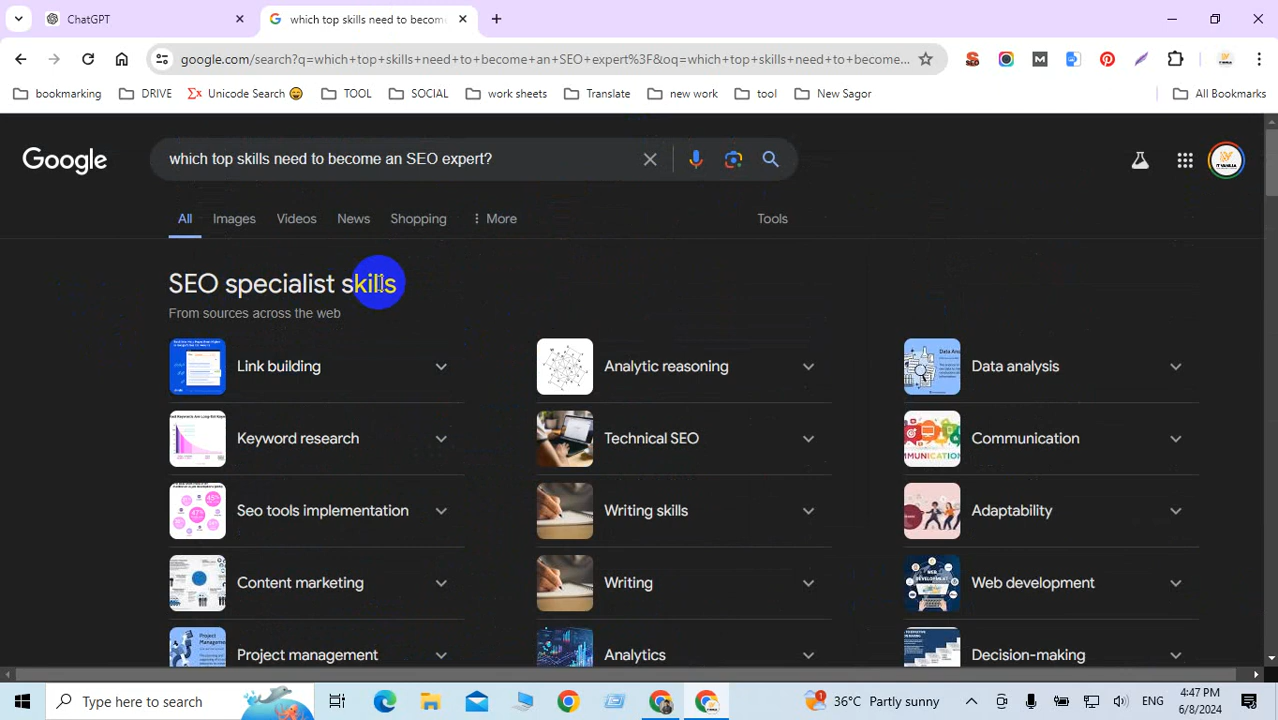 ChatGPT
which top skills need to becom
google.com/search?q=which+top+skills+need+to+become+an+SEO+expert%3F&oq=which+top+skills+need+to+become...
bookmarking
DRIVE
Unicode Search
TOOL
SOCIAL
work sheets
Translate
new work
tool
New Sagor
All Bookmarks
Google
which top skills need to become an SEO expert?
All
Images
Videos
News
Shopping
More
Tools
SEO specialist skills
From sources across the web
Link building
Analytic reasoning
Data analysis
Keyword research
Technical SEO
Communication
Seo tools implementation
Writing skills
Adaptability
Content marketing
Writing
Web development
Project management
Analytics
Decision-making
Type here to search
1
36°C Partly sunny
ENG
4:47 PM
6/8/2024